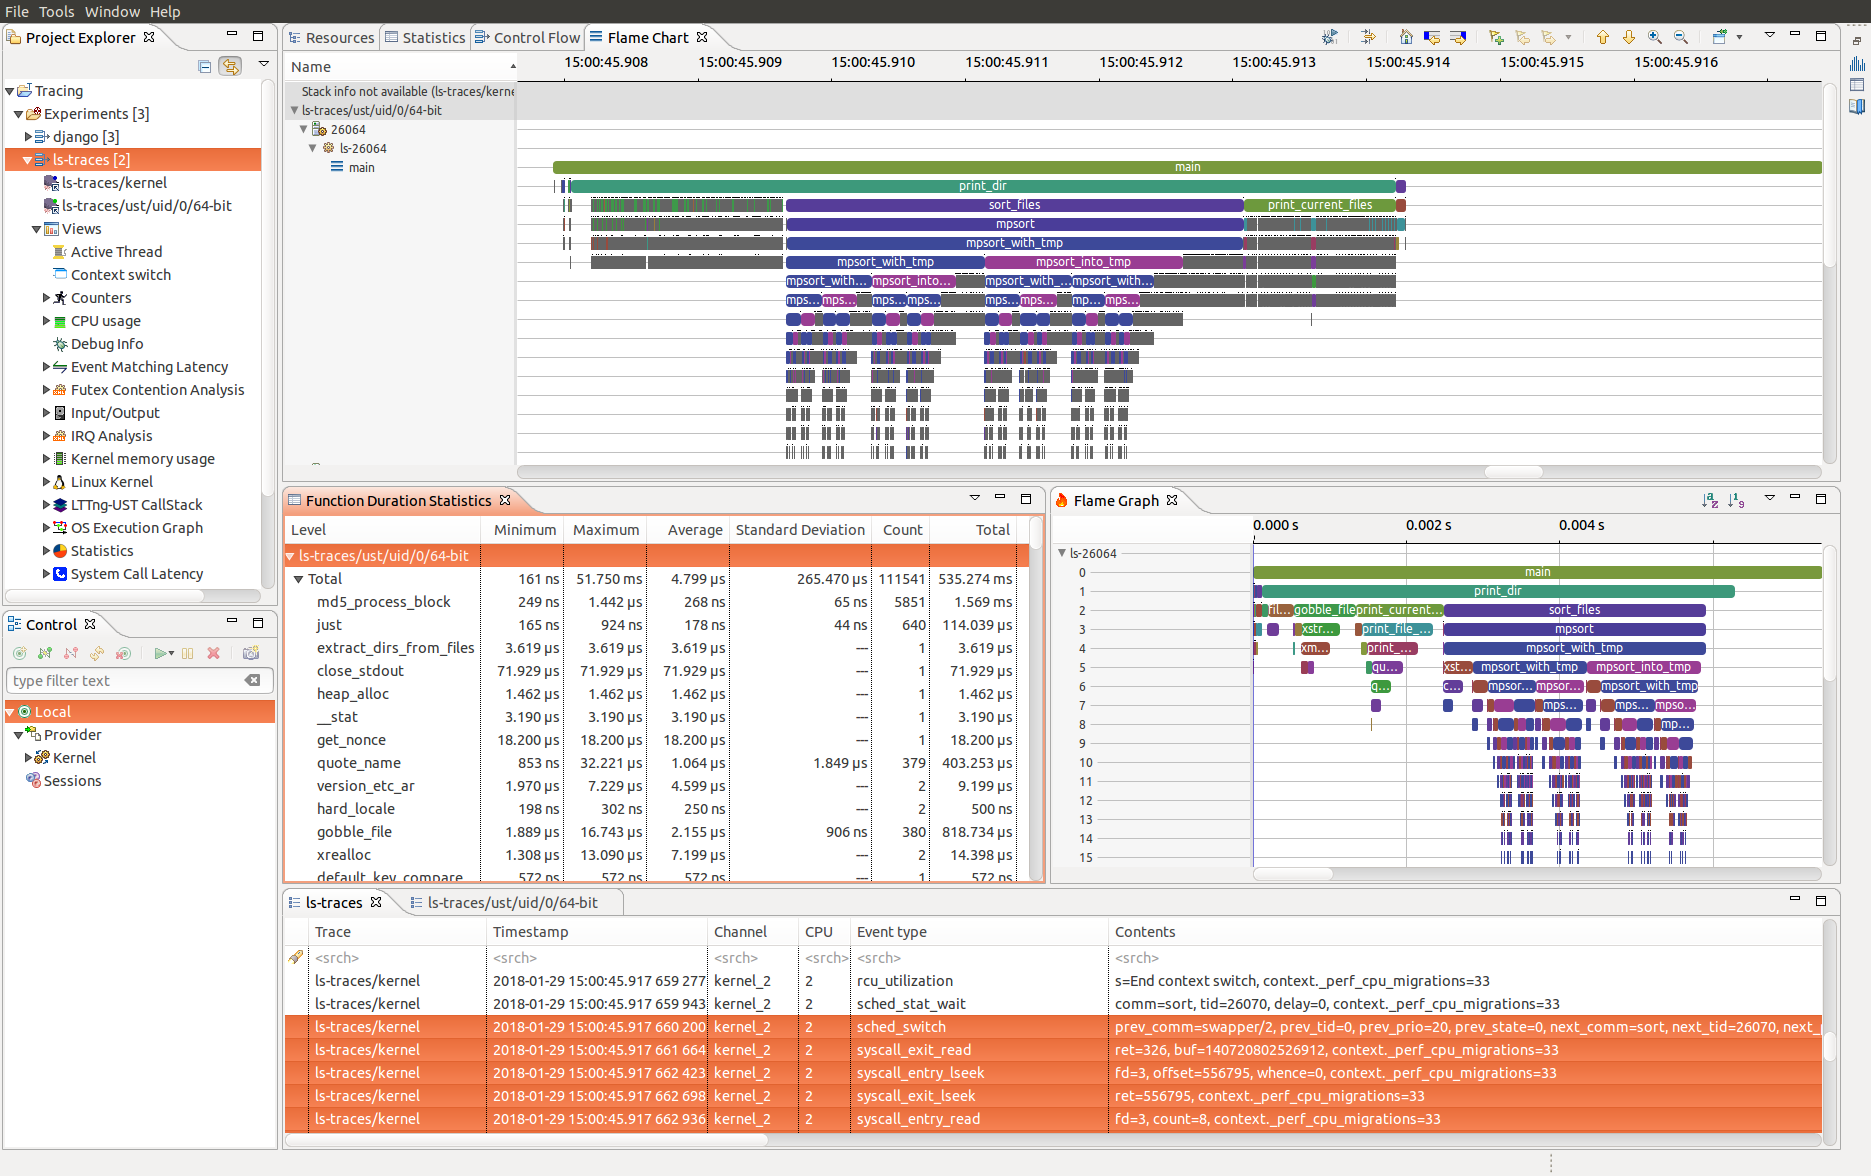 File Tools Window Help
Project Explorer
Tracing
Experiments [3]
django [3]
ls-traces [2]
ls-traces/kernel
ls-traces/ust/uid/0/64-bit
Views
Active Thread
Context switch
Counters
CPU usage
Debug Info
Event Matching Latency
Futex Contention Analysis
Input/Output
IRQ Analysis
Kernel memory usage
Linux Kernel
LTTng-UST CallStack
OS Execution Graph
Statistics
System Call Latency
Control
type filter text
Local
Provider
Kernel
Sessions
Resources Statistics Control Flow Flame Chart
Name 15:00:45.908 15:00:45.909 15:00:45.910 15:00:45.911 15:00:45.912 15:00:45.913 15:00:45.914 15:00:45.915 15:00:45.916
Stack info not available (ls-traces/kerne
ls-traces/ust/uid/0/64-bit
26064
ls-26064
main main
print_dir
sort_files print_current_files
mpsort
mpsort_with_tmp
mpsort_with_tmp mpsort_into_tmp
mpsort_with... mpsort_into... mpsort_with_... mpsort_with...
mps... mps... mps... mps... mps... mps... mp... mps...
Function Duration Statistics
Level Minimum Maximum Average Standard Deviation Count Total
ls-traces/ust/uid/0/64-bit
Total 161 ns 51.750 ms 4.799 µs 265.470 µs 111541 535.274 ms
md5_process_block 249 ns 1.442 µs 268 ns 65 ns 5851 1.569 ms
just 165 ns 924 ns 178 ns 44 ns 640 114.039 µs
extract_dirs_from_files 3.619 µs 3.619 µs 3.619 µs --- 1 3.619 µs
close_stdout 71.929 µs 71.929 µs 71.929 µs --- 1 71.929 µs
heap_alloc 1.462 µs 1.462 µs 1.462 µs --- 1 1.462 µs
__stat 3.190 µs 3.190 µs 3.190 µs --- 1 3.190 µs
get_nonce 18.200 µs 18.200 µs 18.200 µs --- 1 18.200 µs
quote_name 853 ns 32.221 µs 1.064 µs 1.849 µs 379 403.253 µs
version_etc_ar 1.970 µs 7.229 µs 4.599 µs --- 2 9.199 µs
hard_locale 198 ns 302 ns 250 ns --- 2 500 ns
gobble_file 1.889 µs 16.743 µs 2.155 µs 906 ns 380 818.734 µs
xrealloc 1.308 µs 13.090 µs 7.199 µs --- 2 14.398 µs
default_key_compare 572 ns 572 ns 572 ns --- 1 572 ns
Flame Graph
0.000 s 0.002 s 0.004 s
ls-26064
0 main
1 print_dir
2 fil... gobble_file print_current... sort_files
3 xstr... print_file_... mpsort
4 xm... print_... mpsort_with_tmp
5 qu... xst... mpsort_with_tmp mpsort_into_tmp
6 q... c... mpsor... mpsor... mpsort_with_tmp
7 mps... mps... mpso...
8 mp...
9
10
11
12
13
14
15
ls-traces ls-traces/ust/uid/0/64-bit
Trace Timestamp Channel CPU Event type Contents
<srch> <srch> <srch> <srch> <srch> <srch>
ls-traces/kernel 2018-01-29 15:00:45.917 659 277 kernel_2 2 rcu_utilization s=End context switch, context._perf_cpu_migrations=33
ls-traces/kernel 2018-01-29 15:00:45.917 659 943 kernel_2 2 sched_stat_wait comm=sort, tid=26070, delay=0, context._perf_cpu_migrations=33
ls-traces/kernel 2018-01-29 15:00:45.917 660 200 kernel_2 2 sched_switch prev_comm=swapper/2, prev_tid=0, prev_prio=20, prev_state=0, next_comm=sort, next_tid=26070, next_
ls-traces/kernel 2018-01-29 15:00:45.917 661 664 kernel_2 2 syscall_exit_read ret=326, buf=140720802526912, context._perf_cpu_migrations=33
ls-traces/kernel 2018-01-29 15:00:45.917 662 423 kernel_2 2 syscall_entry_lseek fd=3, offset=556795, whence=0, context._perf_cpu_migrations=33
ls-traces/kernel 2018-01-29 15:00:45.917 662 698 kernel_2 2 syscall_exit_lseek ret=556795, context._perf_cpu_migrations=33
ls-traces/kernel 2018-01-29 15:00:45.917 662 936 kernel_2 2 syscall_entry_read fd=3, count=8, context._perf_cpu_migrations=33